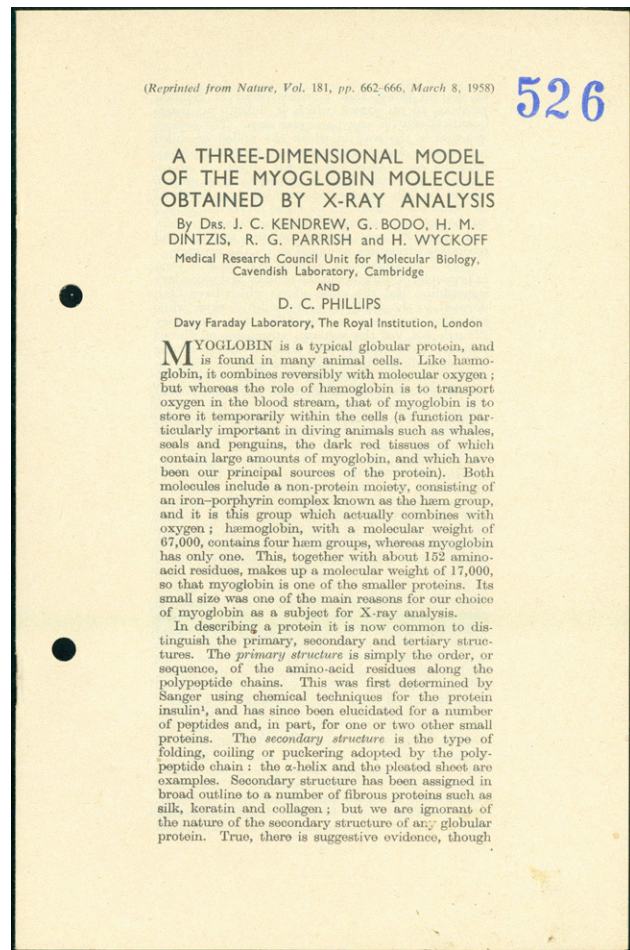 (Reprinted from Nature, Vol. 181, pp. 662-666, March 8, 1958)
526
A THREE-DIMENSIONAL MODEL
OF THE MYOGLOBIN MOLECULE
OBTAINED BY X-RAY ANALYSIS
By DRS. J. C. KENDREW, G. BODO, H. M.
DINTZIS, R. G. PARRISH and H. WYCKOFF
Medical Research Council Unit for Molecular Biology,
Cavendish Laboratory, Cambridge
AND
D. C. PHILLIPS
Davy Faraday Laboratory, The Royal Institution, London
MYOGLOBIN is a typical globular protein, and
is found in many animal cells. Like hæmo-
globin, it combines reversibly with molecular oxygen ;
but whereas the role of hæmoglobin is to transport
oxygen in the blood stream, that of myoglobin is to
store it temporarily within the cells (a function par-
ticularly important in diving animals such as whales,
seals and penguins, the dark red tissues of which
contain large amounts of myoglobin, and which have
been our principal sources of the protein). Both
molecules include a non-protein moiety, consisting of
an iron–porphyrin complex known as the hæm group,
and it is this group which actually combines with
oxygen ; hæmoglobin, with a molecular weight of
67,000, contains four hæm groups, whereas myoglobin
has only one. This, together with about 152 amino-
acid residues, makes up a molecular weight of 17,000,
so that myoglobin is one of the smaller proteins. Its
small size was one of the main reasons for our choice
of myoglobin as a subject for X-ray analysis.
In describing a protein it is now common to dis-
tinguish the primary, secondary and tertiary struc-
tures. The primary structure is simply the order, or
sequence, of the amino-acid residues along the
polypeptide chains. This was first determined by
Sanger using chemical techniques for the protein
insulin¹, and has since been elucidated for a number
of peptides and, in part, for one or two other small
proteins. The secondary structure is the type of
folding, coiling or puckering adopted by the poly-
peptide chain : the α-helix and the pleated sheet are
examples. Secondary structure has been assigned in
broad outline to a number of fibrous proteins such as
silk, keratin and collagen ; but we are ignorant of
the nature of the secondary structure of any globular
protein. True, there is suggestive evidence, though